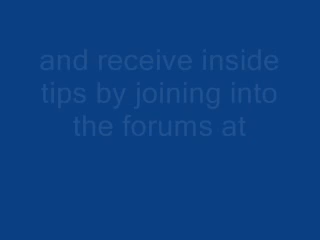 and receive inside
tips by joining into
the forums at